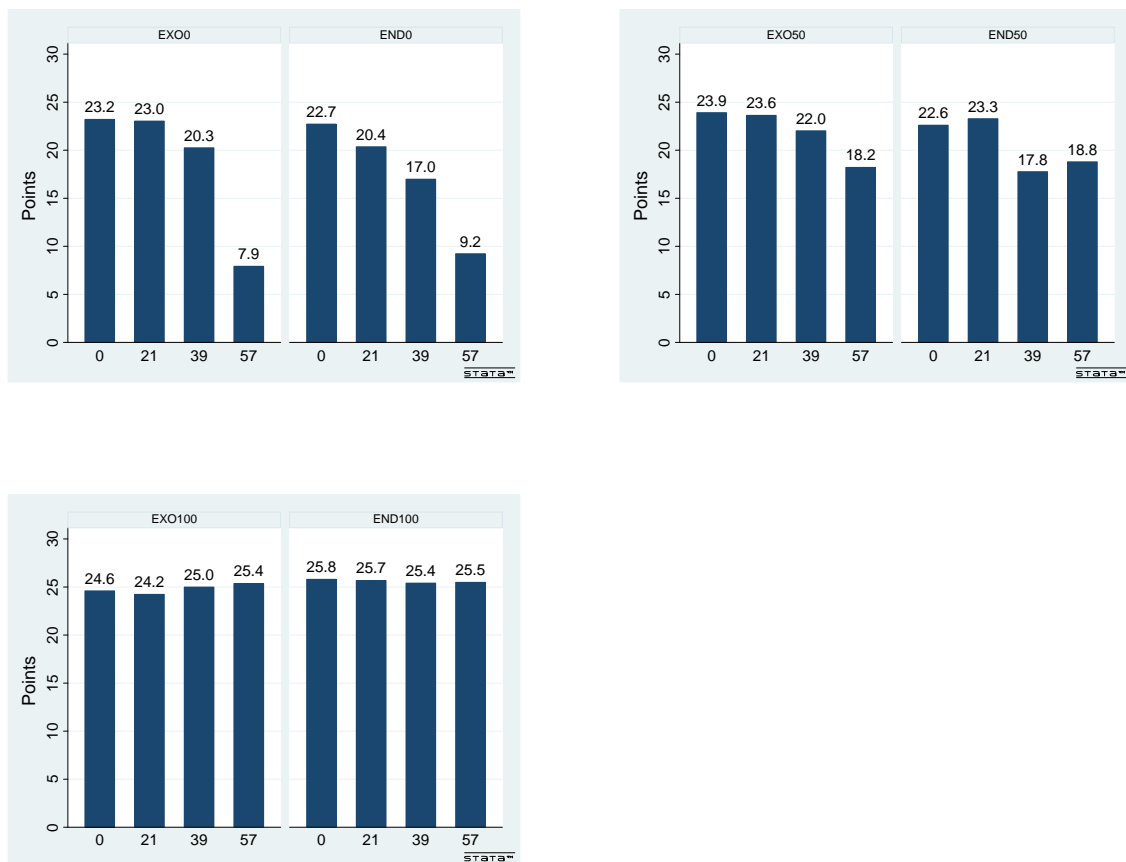 EXO0 END0
30
25
20
15
10
5
0
Points
23.2 23.0 20.3 7.9
22.7 20.4 17.0 9.2
0 21 39 57 0 21 39 57
STATA™
EXO50 END50
30
25
20
15
10
5
0
Points
23.9 23.6 22.0 18.2
22.6 23.3 17.8 18.8
0 21 39 57 0 21 39 57
STATA™
EXO100 END100
30
25
20
15
10
5
0
Points
24.6 24.2 25.0 25.4
25.8 25.7 25.4 25.5
0 21 39 57 0 21 39 57
STATA™